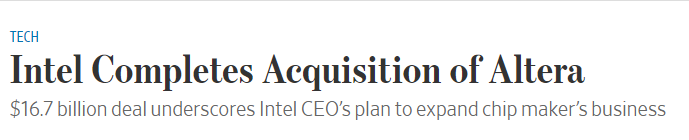 TECH
Intel Completes Acquisition of Altera
$16.7 billion deal underscores Intel CEO’s plan to expand chip maker’s business